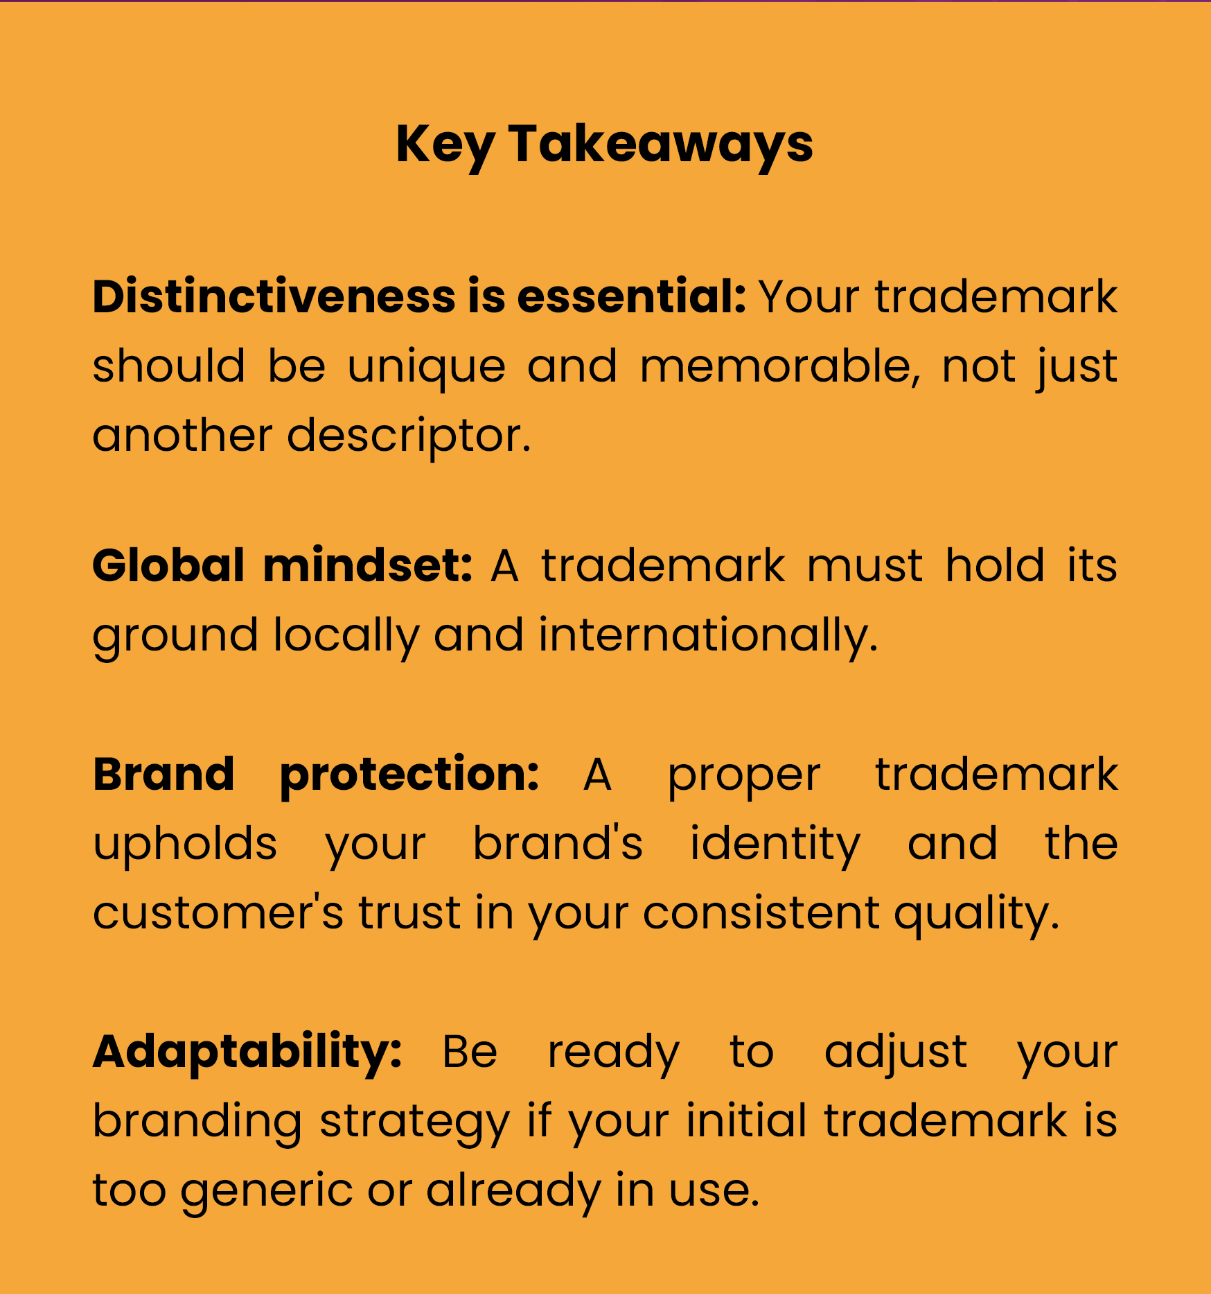 Key Takeaways
Distinctiveness is essential: Your trademark
should be unique and memorable, not just
another descriptor.
Global mindset: A trademark must hold its
ground locally and internationally.
Brand protection: A proper trademark
upholds your brand's identity and the
customer's trust in your consistent quality.
Adaptability: Be ready to adjust your
branding strategy if your initial trademark is
too generic or already in use.